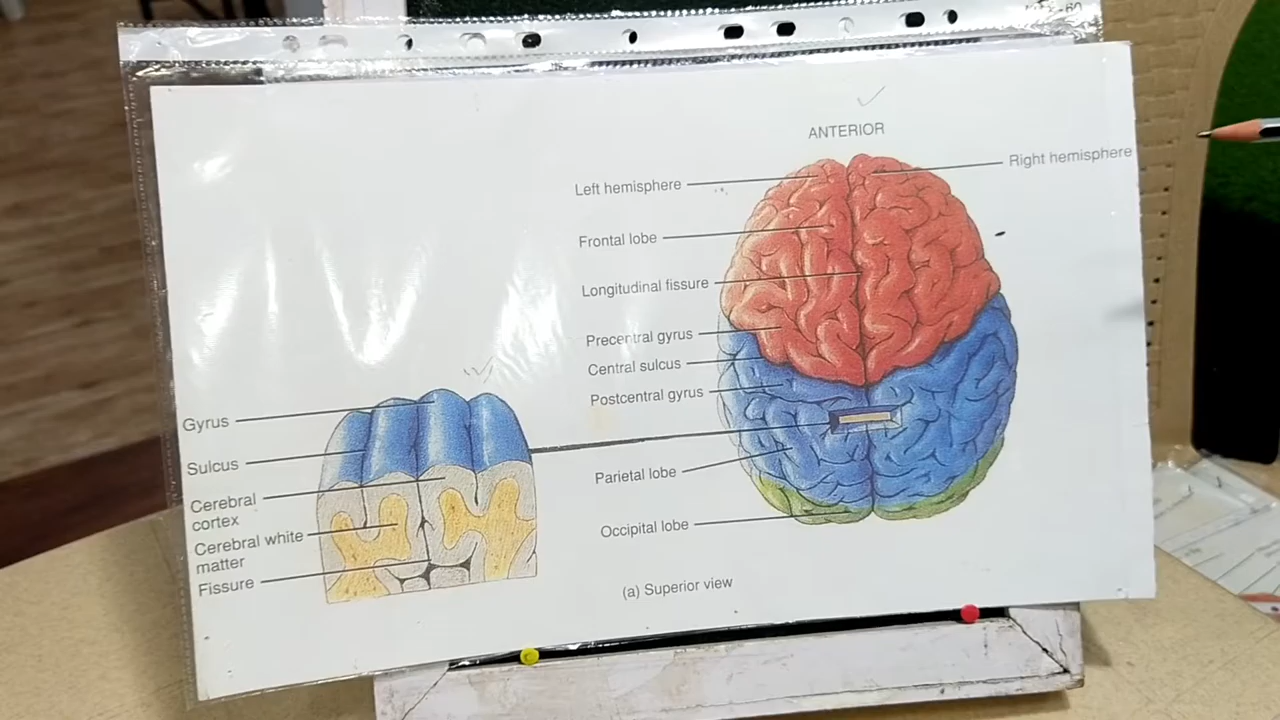 ANTERIOR
Left hemisphere
Right hemisphere
Frontal lobe
Longitudinal fissure
Precentral gyrus
Central sulcus
Postcentral gyrus
Parietal lobe
Occipital lobe
(a) Superior view
Gyrus
Sulcus
Cerebral
cortex
Cerebral white
matter
Fissure